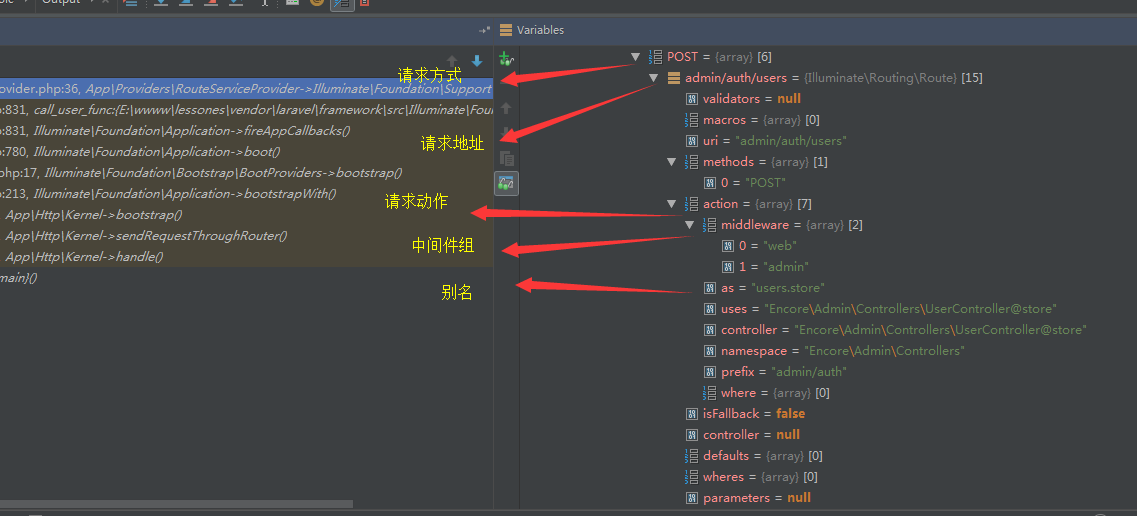 Output
Variables
ovider.php:36, App\Providers\RouteServiceProvider->Illuminate\Foundation\Support
p:831, call_user_func:{E:\wwww\lessones\vendor\laravel\framework\src\Illuminate\Fou
p:831, Illuminate\Foundation\Application->fireAppCallbacks()
p:780, Illuminate\Foundation\Application->boot()
php:17, Illuminate\Foundation\Bootstrap\BootProviders->bootstrap()
p:213, Illuminate\Foundation\Application->bootstrapWith()
App\Http\Kernel->bootstrap()
App\Http\Kernel->sendRequestThroughRouter()
App\Http\Kernel->handle()
main}()
请求方式
请求地址
请求动作
中间件组
别名
POST = {array} [6]
admin/auth/users = {Illuminate\Routing\Route} [15]
validators = null
macros = {array} [0]
uri = "admin/auth/users"
methods = {array} [1]
0 = "POST"
action = {array} [7]
middleware = {array} [2]
0 = "web"
1 = "admin"
as = "users.store"
uses = "Encore\Admin\Controllers\UserController@store"
controller = "Encore\Admin\Controllers\UserController@store"
namespace = "Encore\Admin\Controllers"
prefix = "admin/auth"
where = {array} [0]
isFallback = false
controller = null
defaults = {array} [0]
wheres = {array} [0]
parameters = null